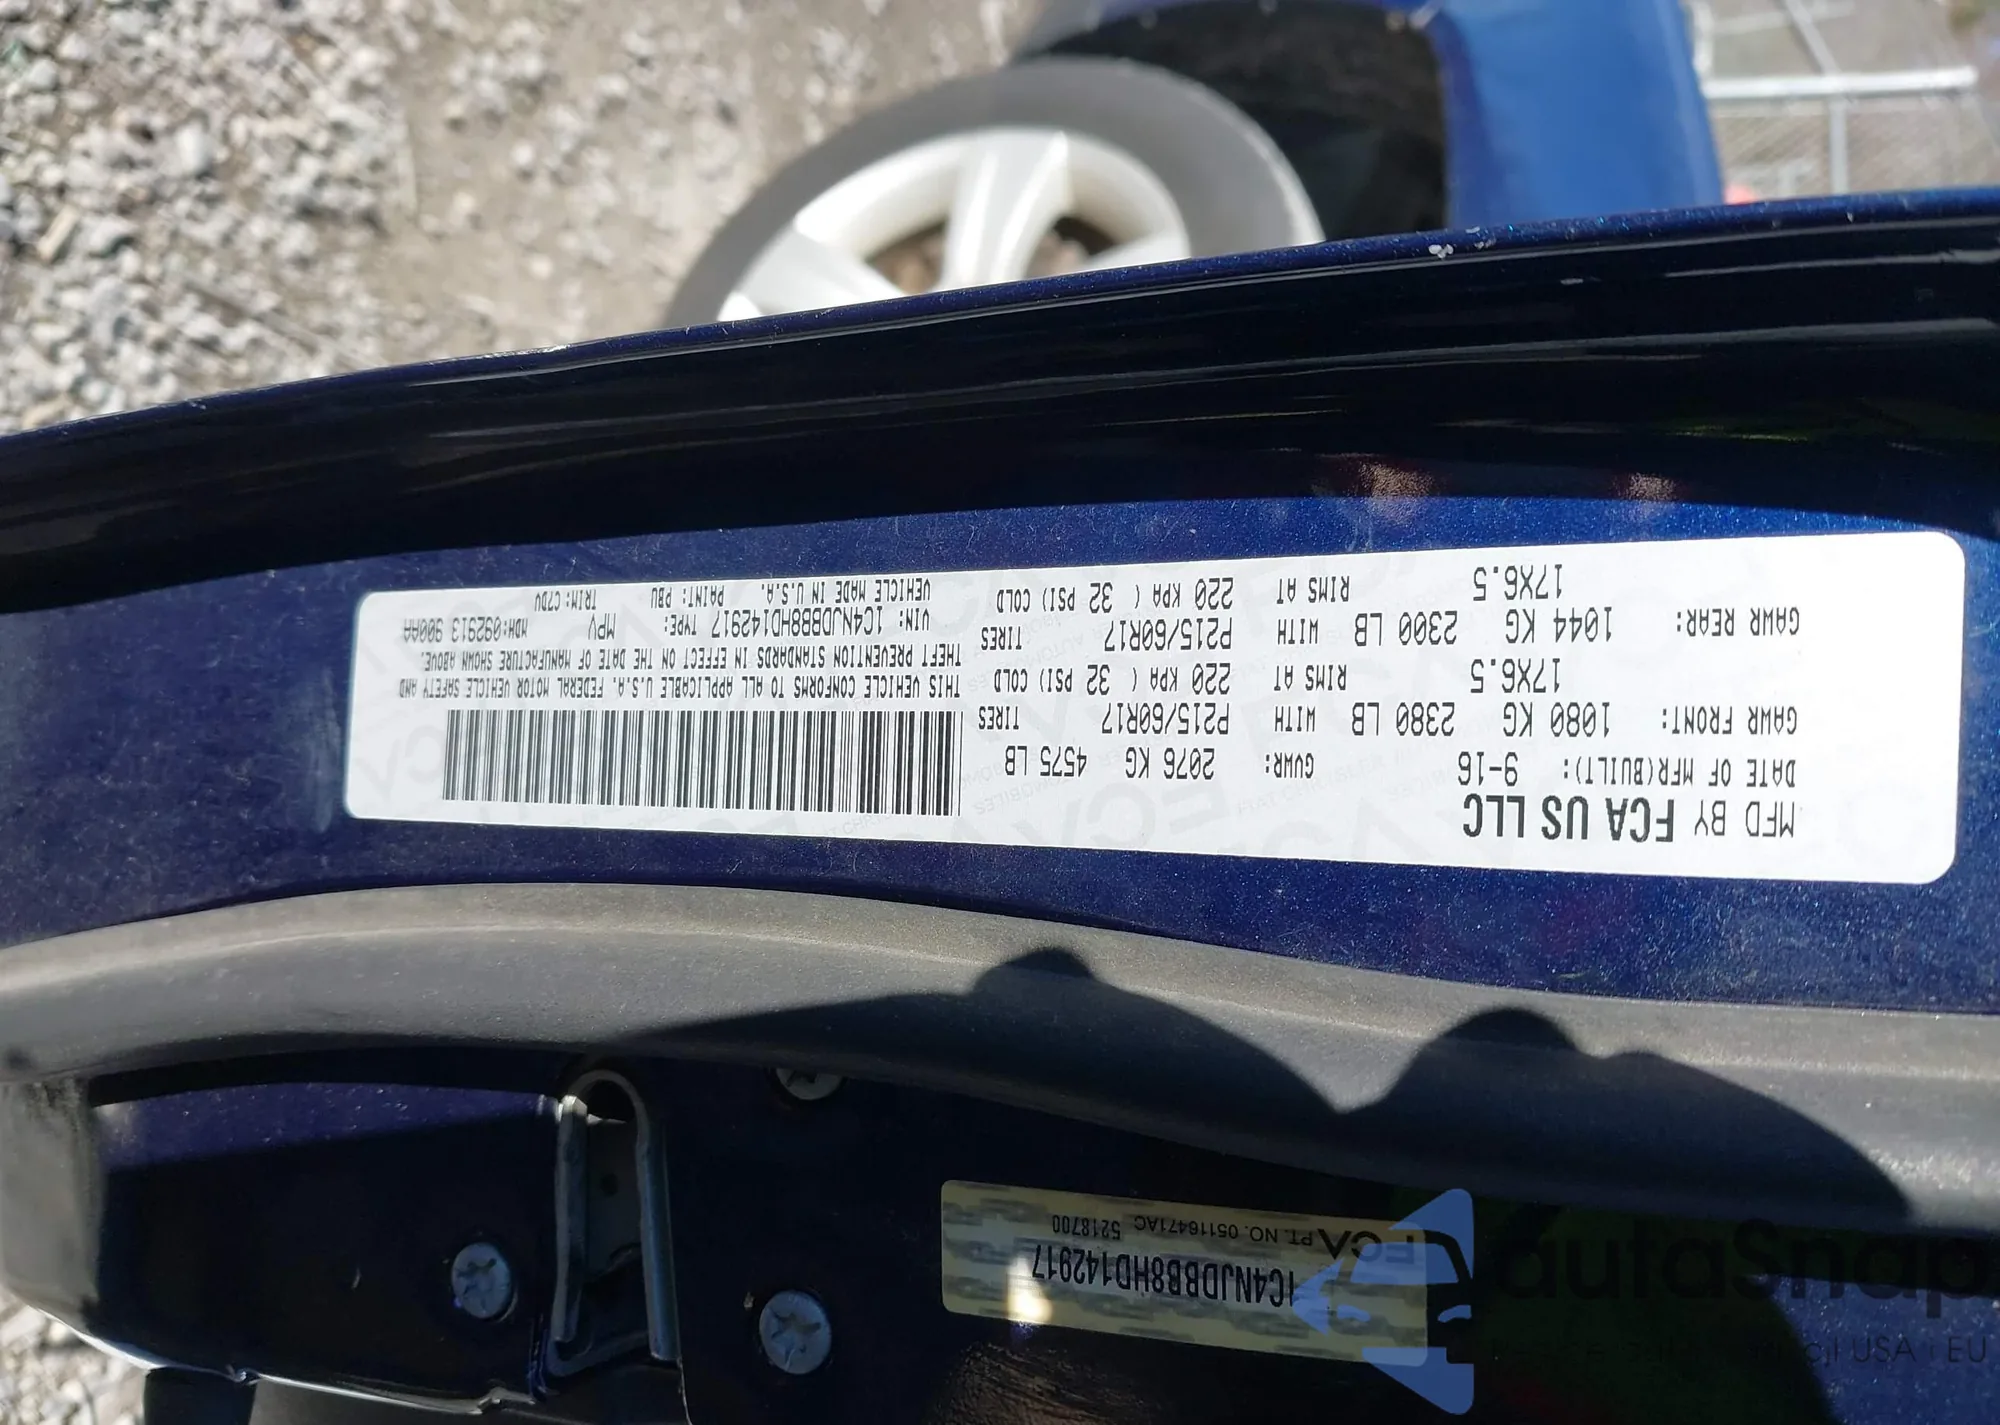 MFD BY FCA US LLC
DATE OF MFR(BUILT): 9-16 GVWR: 2076 KG 4575 LB
GAWR FRONT: 1080 KG 2380 LB WITH P215/60R17 TIRES
17X6.5 RIMS AT 220 KPA ( 32 PSI) COLD
GAWR REAR: 1044 KG 2300 LB WITH P215/60R17 TIRES
17X6.5 RIMS AT 220 KPA ( 32 PSI) COLD
THIS VEHICLE CONFORMS TO ALL APPLICABLE U.S.A. FEDERAL MOTOR VEHICLE SAFETY AND
THEFT PREVENTION STANDARDS IN EFFECT ON THE DATE OF MANUFACTURE SHOWN ABOVE.
VIN: 1C4NJDBB8HD142917 TYPE: MPV MDH:092913 900AA
VEHICLE MADE IN U.S.A. PAINT: PBU TRIM: C7DV
1C4NJDBB8HD142917
FCA PT. NO. 05116471AC 5218700
autoSnap
USA EU